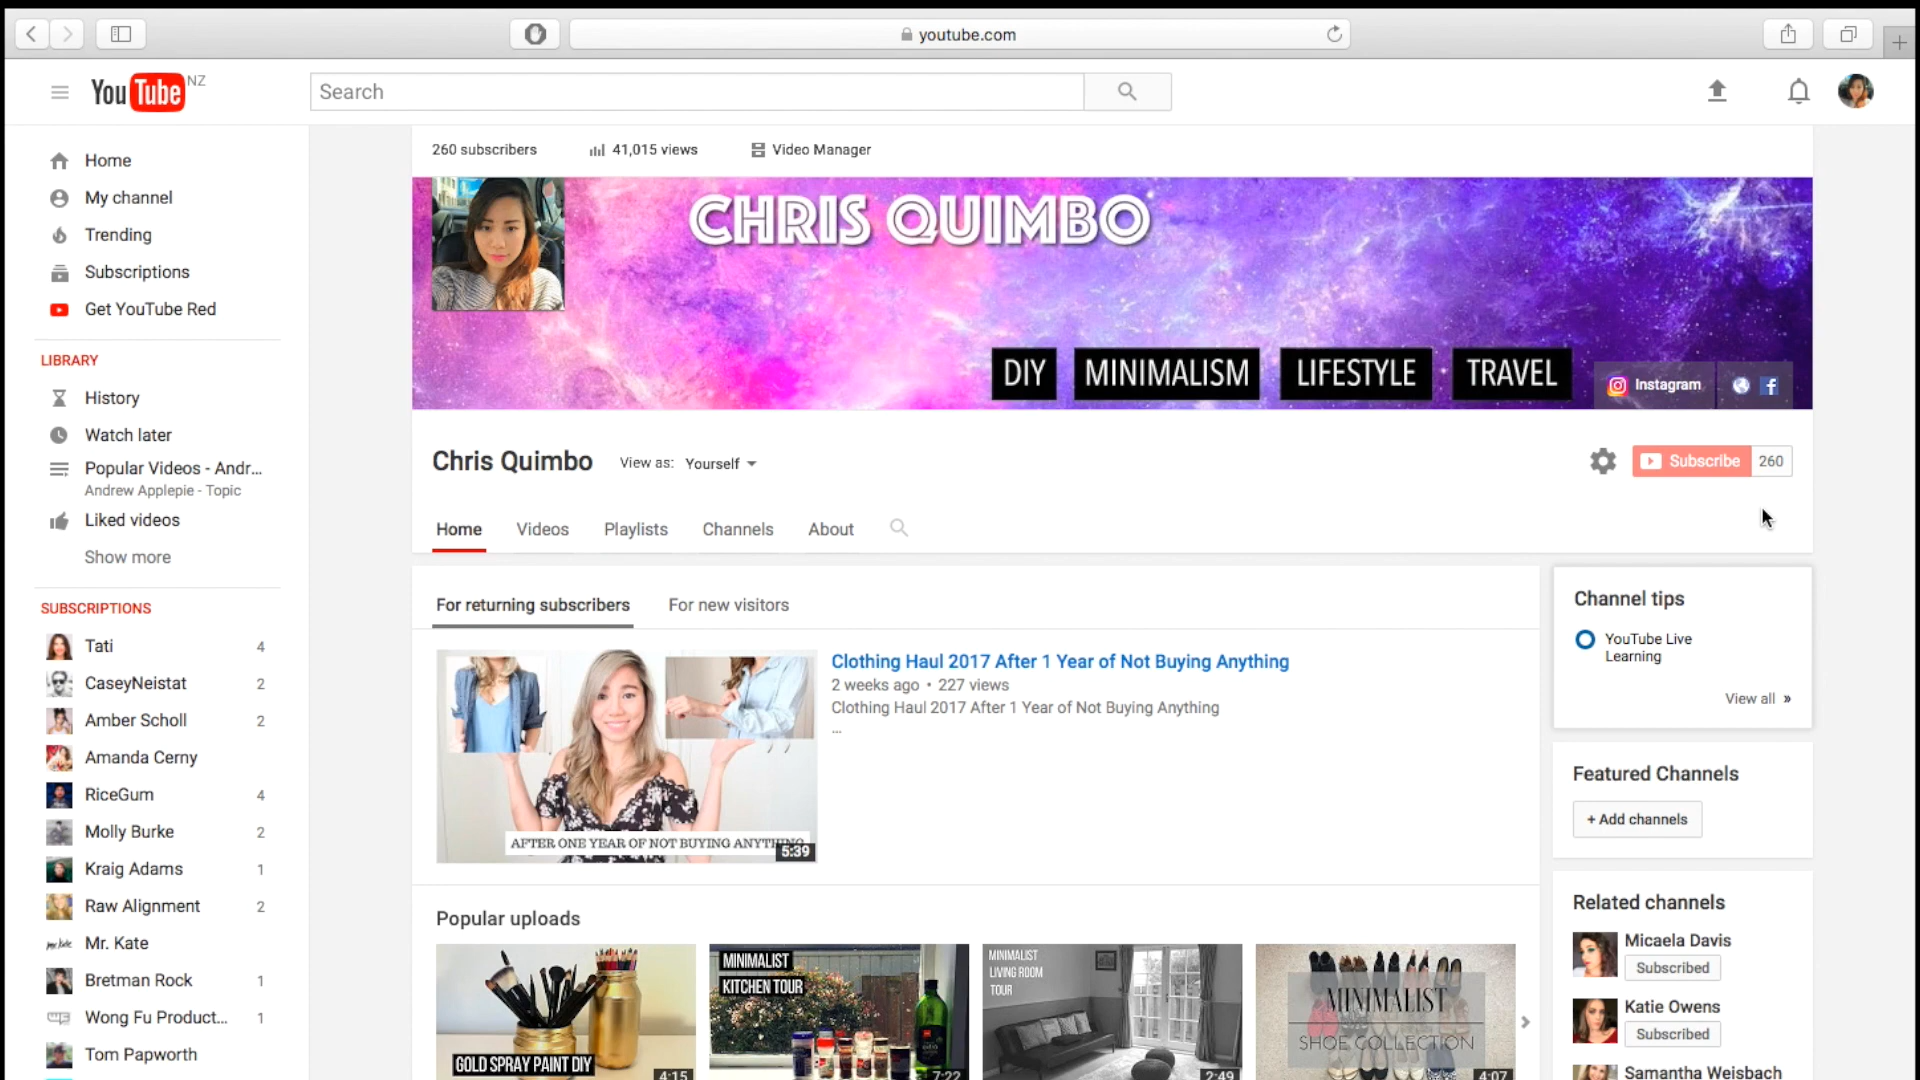 youtube.com
YouTube NZ
Search
Home
My channel
Trending
Subscriptions
Get YouTube Red
LIBRARY
History
Watch later
Popular Videos - Andr...
Andrew Applepie - Topic
Liked videos
Show more
SUBSCRIPTIONS
Tati 4
CaseyNeistat 2
Amber Scholl 2
Amanda Cerny
RiceGum 4
Molly Burke 2
Kraig Adams 1
Raw Alignment 2
Mr. Kate
Bretman Rock 1
Wong Fu Product... 1
Tom Papworth
260 subscribers 41,015 views Video Manager
CHRIS QUIMBO
DIY MINIMALISM LIFESTYLE TRAVEL
Instagram
Chris Quimbo View as: Yourself
Subscribe 260
Home Videos Playlists Channels About
For returning subscribers For new visitors
AFTER ONE YEAR OF NOT BUYING ANYTHING
5:39
Clothing Haul 2017 After 1 Year of Not Buying Anything
2 weeks ago • 227 views
Clothing Haul 2017 After 1 Year of Not Buying Anything
...
Popular uploads
GOLD SPRAY PAINT DIY
4:15
MINIMALIST
KITCHEN TOUR
7:22
MINIMALIST
LIVING ROOM
TOUR
2:49
MINIMALIST
SHOE COLLECTION
4:07
Channel tips
YouTube Live
Learning
View all »
Featured Channels
+ Add channels
Related channels
Micaela Davis
Subscribed
Katie Owens
Subscribed
Samantha Weisbach